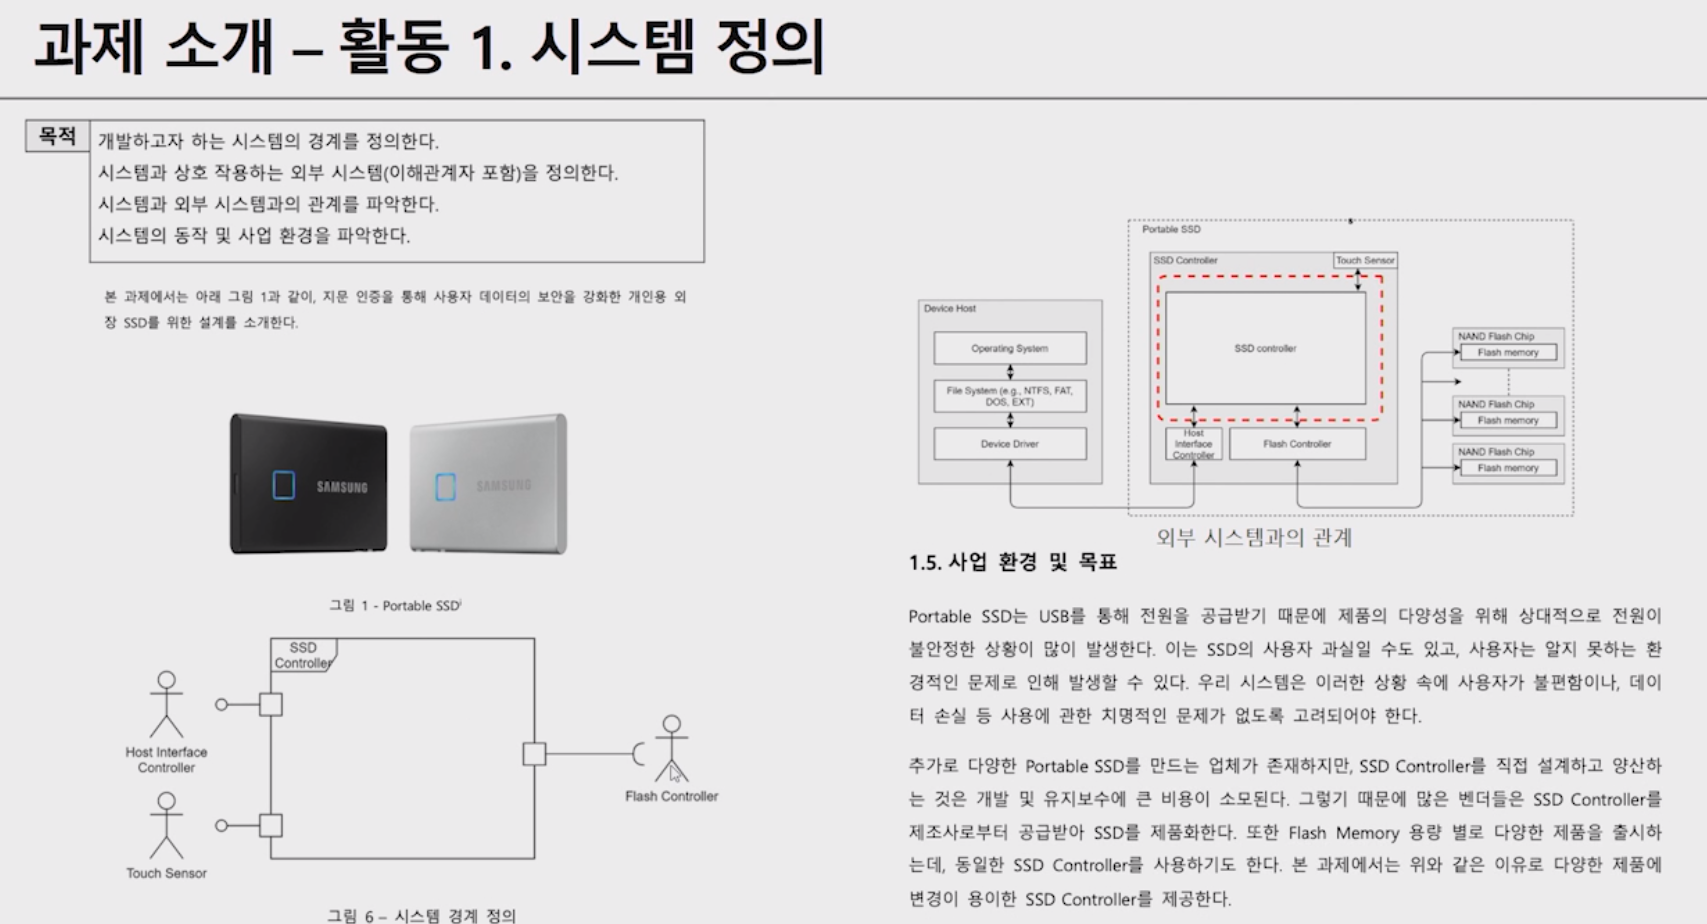 과제 소개 – 활동 1. 시스템 정의
목적
개발하고자 하는 시스템의 경계를 정의한다.
시스템과 상호 작용하는 외부 시스템(이해관계자 포함)을 정의한다.
시스템과 외부 시스템과의 관계를 파악한다.
시스템의 동작 및 사업 환경을 파악한다.
본 과제에서는 아래 그림 1과 같이, 지문 인증을 통해 사용자 데이터의 보안을 강화한 개인용 외
장 SSD를 위한 설계를 소개한다.
SAMSUNG
SAMSUNG
그림 1 - Portable SSDⁱ
SSD
Controller
Host Interface
Controller
Touch Sensor
Flash Controller
그림 6 – 시스템 경계 정의
Portable SSD
SSD Controller
Touch Sensor
Device Host
Operating System
File System (e.g., NTFS, FAT,
DOS, EXT)
Device Driver
SSD controller
Host
Interface
Controller
Flash Controller
NAND Flash Chip
Flash memory
NAND Flash Chip
Flash memory
NAND Flash Chip
Flash memory
외부 시스템과의 관계
1.5. 사업 환경 및 목표
Portable SSD는 USB를 통해 전원을 공급받기 때문에 제품의 다양성을 위해 상대적으로 전원이
불안정한 상황이 많이 발생한다. 이는 SSD의 사용자 과실일 수도 있고, 사용자는 알지 못하는 환
경적인 문제로 인해 발생할 수 있다. 우리 시스템은 이러한 상황 속에 사용자가 불편함이나, 데이
터 손실 등 사용에 관한 치명적인 문제가 없도록 고려되어야 한다.
추가로 다양한 Portable SSD를 만드는 업체가 존재하지만, SSD Controller를 직접 설계하고 양산하
는 것은 개발 및 유지보수에 큰 비용이 소모된다. 그렇기 때문에 많은 벤더들은 SSD Controller를
제조사로부터 공급받아 SSD를 제품화한다. 또한 Flash Memory 용량 별로 다양한 제품을 출시하
는데, 동일한 SSD Controller를 사용하기도 한다. 본 과제에서는 위와 같은 이유로 다양한 제품에
변경이 용이한 SSD Controller를 제공한다.